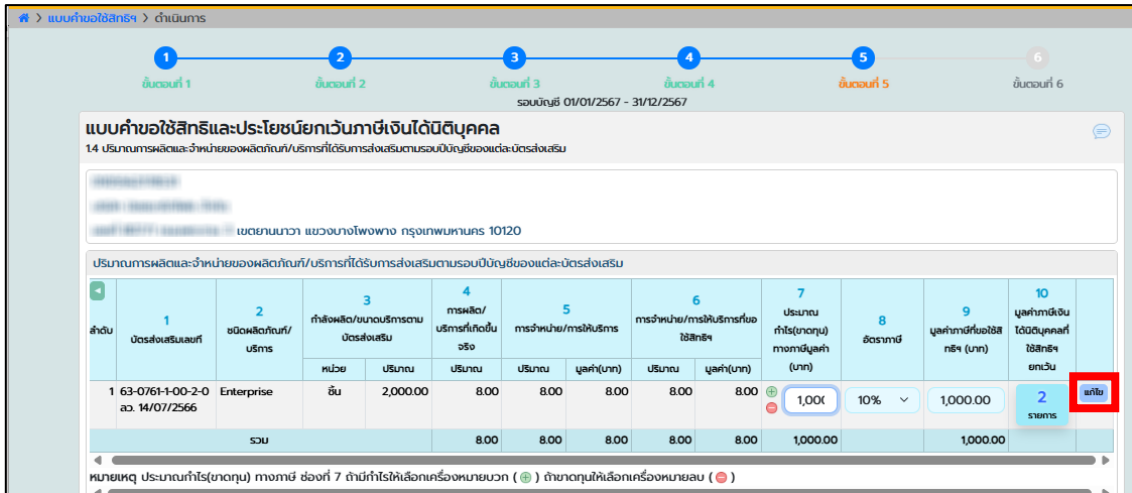 แบบคำขอใช้สิทธิฯ > ดำเนินการ
1 2 3 4 5 6
ขั้นตอนที่ 1 ขั้นตอนที่ 2 ขั้นตอนที่ 3 ขั้นตอนที่ 4 ขั้นตอนที่ 5 ขั้นตอนที่ 6
รอบบัญชี 01/01/2567 - 31/12/2567
แบบคำขอใช้สิทธิและประโยชน์ยกเว้นภาษีเงินได้นิติบุคคล
1.4 ปริมาณการผลิตและจำหน่ายของผลิตภัณฑ์/บริการที่ได้รับการส่งเสริมตามรอบปีบัญชีของแต่ละบัตรส่งเสริม
เขตยานนาวา แขวงบางโพงพาง กรุงเทพมหานคร 10120
ปริมาณการผลิตและจำหน่ายของผลิตภัณฑ์/บริการที่ได้รับการส่งเสริมตามรอบปีบัญชีของแต่ละบัตรส่งเสริม
ลำดับ
1
บัตรส่งเสริมเลขที่
2
ชนิดผลิตภัณฑ์/
บริการ
3
กำลังผลิต/ขนาดบริการตาม
บัตรส่งเสริม
4
การผลิต/
บริการที่เกิดขึ้น
จริง
5
การจำหน่าย/การให้บริการ
6
การจำหน่าย/การให้บริการที่ขอ
ใช้สิทธิฯ
7
ประมาณ
กำไร(ขาดทุน)
ทางภาษีมูลค่า
(บาท)
8
อัตราภาษี
9
มูลค่าภาษีที่ขอใช้สิ
ทธิฯ (บาท)
10
มูลค่าภาษีเงิน
ได้นิติบุคคลที่
ใช้สิทธิฯ
ยกเว้น
หน่วย ปริมาณ ปริมาณ ปริมาณ มูลค่า(บาท) ปริมาณ มูลค่า(บาท)
1 63-0761-1-00-2-0 Enterprise ชิ้น 2,000.00 8.00 8.00 8.00 8.00 8.00 1,00( 10% 1,000.00 2 แก้ไข
ลว. 14/07/2566 รายการ
รวม 8.00 8.00 8.00 8.00 8.00 1,000.00 1,000.00
หมายเหตุ ประมาณกำไร(ขาดทุน) ทางภาษี ช่องที่ 7 ถ้ามีกำไรให้เลือกเครื่องหมายบวก ( + ) ถ้าขาดทุนให้เลือกเครื่องหมายลบ ( - )